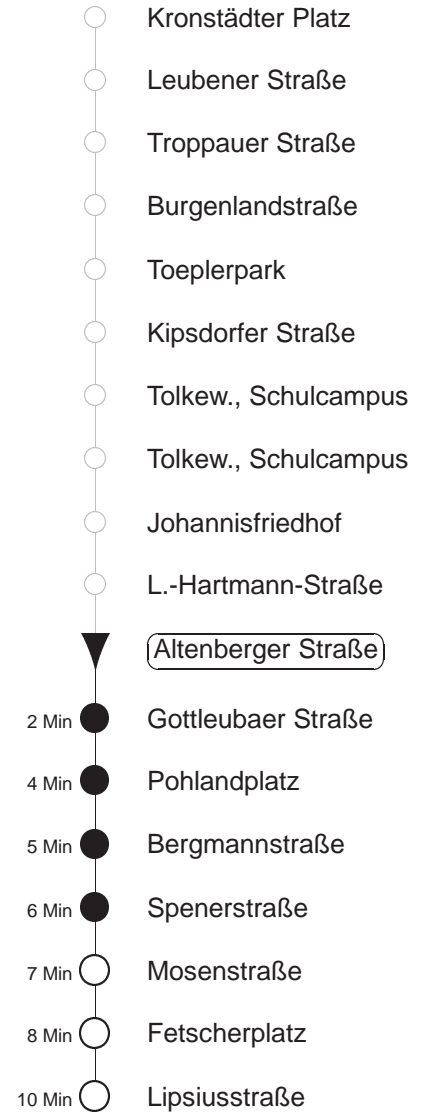 Kronstädter Platz
Leubener Straße
Troppauer Straße
Burgenlandstraße
Toeplerpark
Kipsdorfer Straße
Tolkew., Schulcampus
Tolkew., Schulcampus
Johannisfriedhof
L.-Hartmann-Straße
Altenberger Straße
2 Min Gottleubaer Straße
4 Min Pohlandplatz
5 Min Bergmannstraße
6 Min Spenerstraße
7 Min Mosenstraße
8 Min Fetscherplatz
10 Min Lipsiusstraße